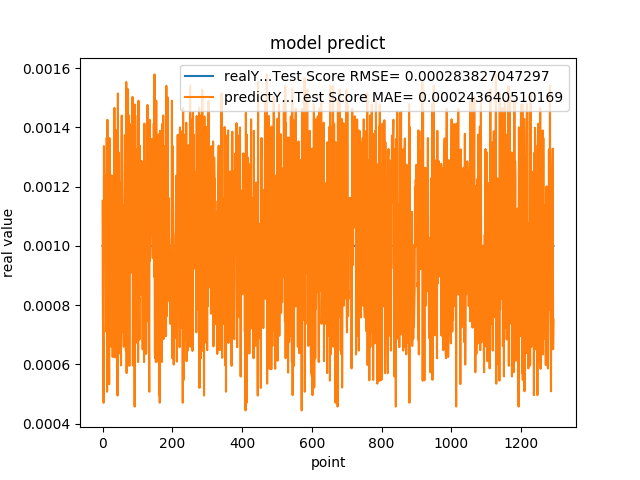 model predict
realY...Test Score RMSE= 0.000283827047297
predictY...Test Score MAE= 0.000243640510169
real value
0.0016
0.0014
0.0012
0.0010
0.0008
0.0006
0.0004
0 200 400 600 800 1000 1200
point